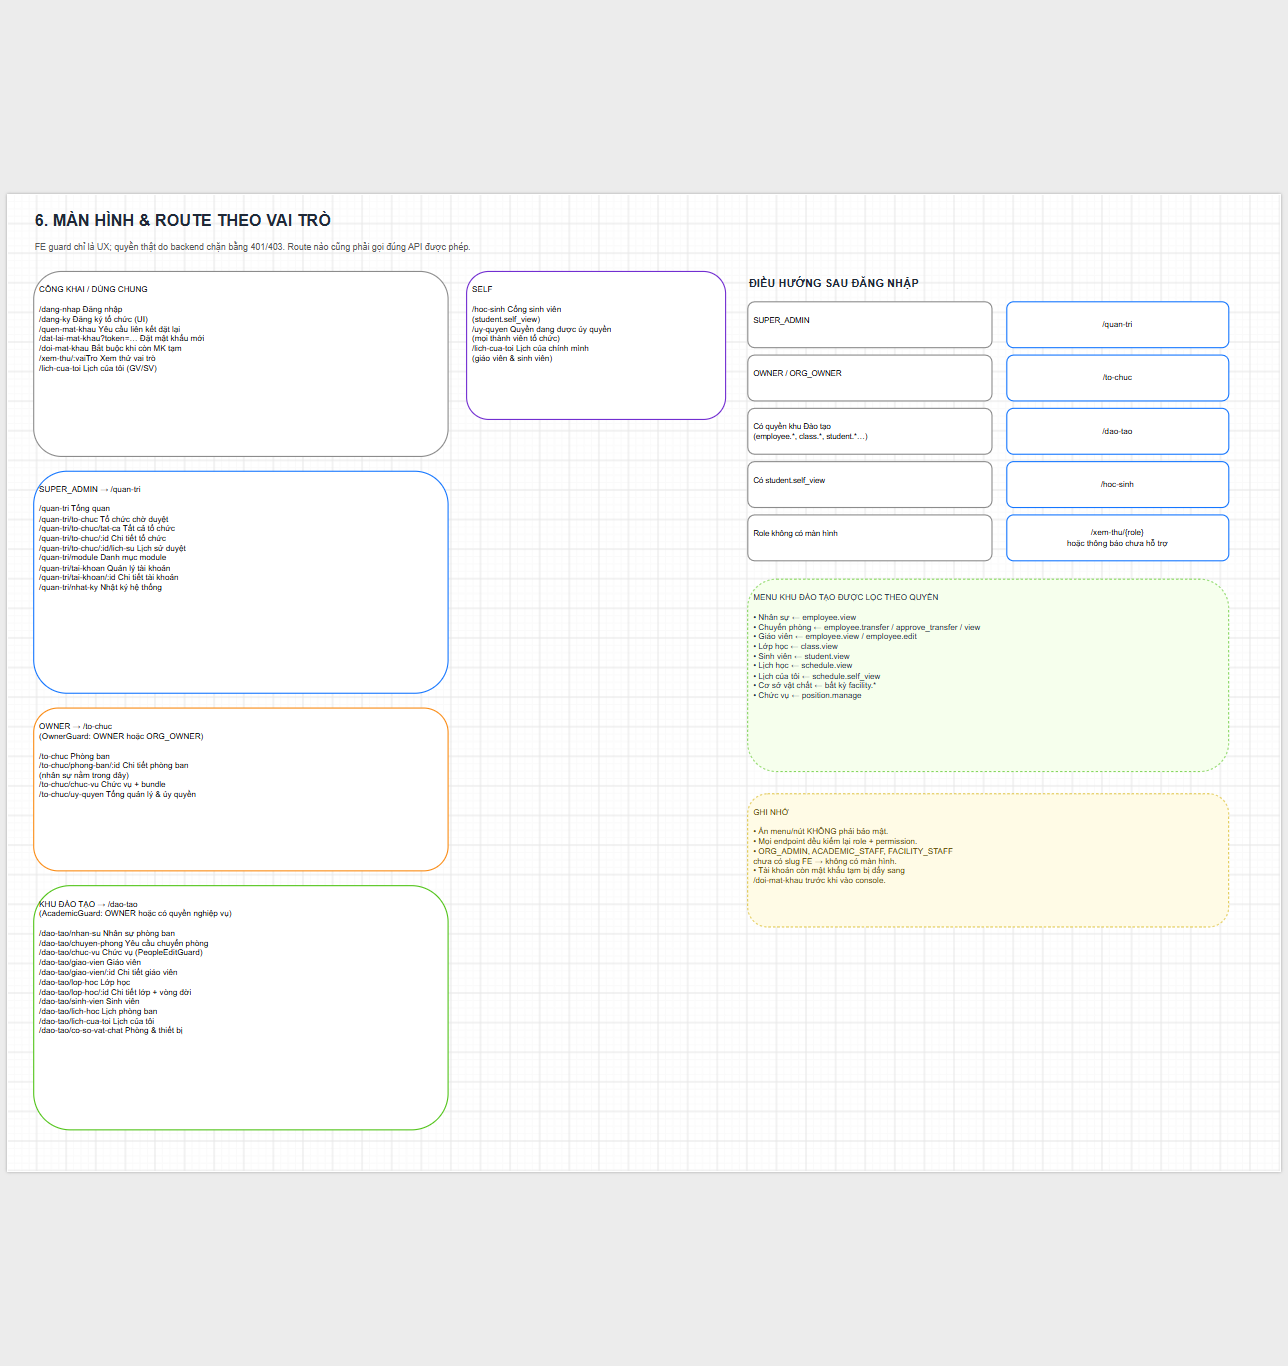 6. MÀN HÌNH & ROUTE THEO VAI TRÒ
FE guard chỉ là UX; quyền thật do backend chặn bằng 401/403. Route nào cũng phải gọi đúng API được phép.
CÔNG KHAI / DÙNG CHUNG
/dang-nhap Đăng nhập
/dang-ky Đăng ký tổ chức (UI)
/quen-mat-khau Yêu cầu liên kết đặt lại
/dat-lai-mat-khau?token=... Đặt mật khẩu mới
/doi-mat-khau Bắt buộc khi còn MK tạm
/xem-thu/:vaiTro Xem thử vai trò
/lich-cua-toi Lịch của tôi (GV/SV)
SUPER_ADMIN → /quan-tri
/quan-tri Tổng quan
/quan-tri/to-chuc Tổ chức chờ duyệt
/quan-tri/to-chuc/tat-ca Tất cả tổ chức
/quan-tri/to-chuc/:id Chi tiết tổ chức
/quan-tri/to-chuc/:id/lich-su Lịch sử duyệt
/quan-tri/module Danh mục module
/quan-tri/tai-khoan Quản lý tài khoản
/quan-tri/tai-khoan/:id Chi tiết tài khoản
/quan-tri/nhat-ky Nhật ký hệ thống
OWNER → /to-chuc
(OwnerGuard: OWNER hoặc ORG_OWNER)
/to-chuc Phòng ban
/to-chuc/phong-ban/:id Chi tiết phòng ban
(nhân sự nằm trong đây)
/to-chuc/chuc-vu Chức vụ + bundle
/to-chuc/uy-quyen Tổng quản lý & ủy quyền
KHU ĐÀO TẠO → /dao-tao
(AcademicGuard: OWNER hoặc có quyền nghiệp vụ)
/dao-tao/nhan-su Nhân sự phòng ban
/dao-tao/chuyen-phong Yêu cầu chuyển phòng
/dao-tao/chuc-vu Chức vụ (PeopleEditGuard)
/dao-tao/giao-vien Giáo viên
/dao-tao/giao-vien/:id Chi tiết giáo viên
/dao-tao/lop-hoc Lớp học
/dao-tao/lop-hoc/:id Chi tiết lớp + vòng đời
/dao-tao/sinh-vien Sinh viên
/dao-tao/lich-hoc Lịch phòng ban
/dao-tao/lich-cua-toi Lịch của tôi
/dao-tao/co-so-vat-chat Phòng & thiết bị
SELF
/hoc-sinh Cổng sinh viên
(student.self_view)
/uy-quyen Quyền đang được ủy quyền
(mọi thành viên tổ chức)
/lich-cua-toi Lịch của chính mình
(giáo viên & sinh viên)
ĐIỀU HƯỚNG SAU ĐĂNG NHẬP
SUPER_ADMIN
/quan-tri
OWNER / ORG_OWNER
/to-chuc
Có quyền khu Đào tạo
(employee.*, class.*, student.*...)
/dao-tao
Có student.self_view
/hoc-sinh
Role không có màn hình
/xem-thu/{role}
hoặc thông báo chưa hỗ trợ
MENU KHU ĐÀO TẠO ĐƯỢC LỌC THEO QUYỀN
• Nhân sự ← employee.view
• Chuyển phòng ← employee.transfer / approve_transfer / view
• Giáo viên ← employee.view / employee.edit
• Lớp học ← class.view
• Sinh viên ← student.view
• Lịch học ← schedule.view
• Lịch của tôi ← schedule.self_view
• Cơ sở vật chất ← bất kỳ facility.*
• Chức vụ ← position.manage
GHI NHỚ
• Ẩn menu/nút KHÔNG phải bảo mật.
• Mọi endpoint đều kiểm lại role + permission.
• ORG_ADMIN, ACADEMIC_STAFF, FACILITY_STAFF
chưa có slug FE → không có màn hình.
• Tài khoản còn mật khẩu tạm bị đẩy sang
/doi-mat-khau trước khi vào console.